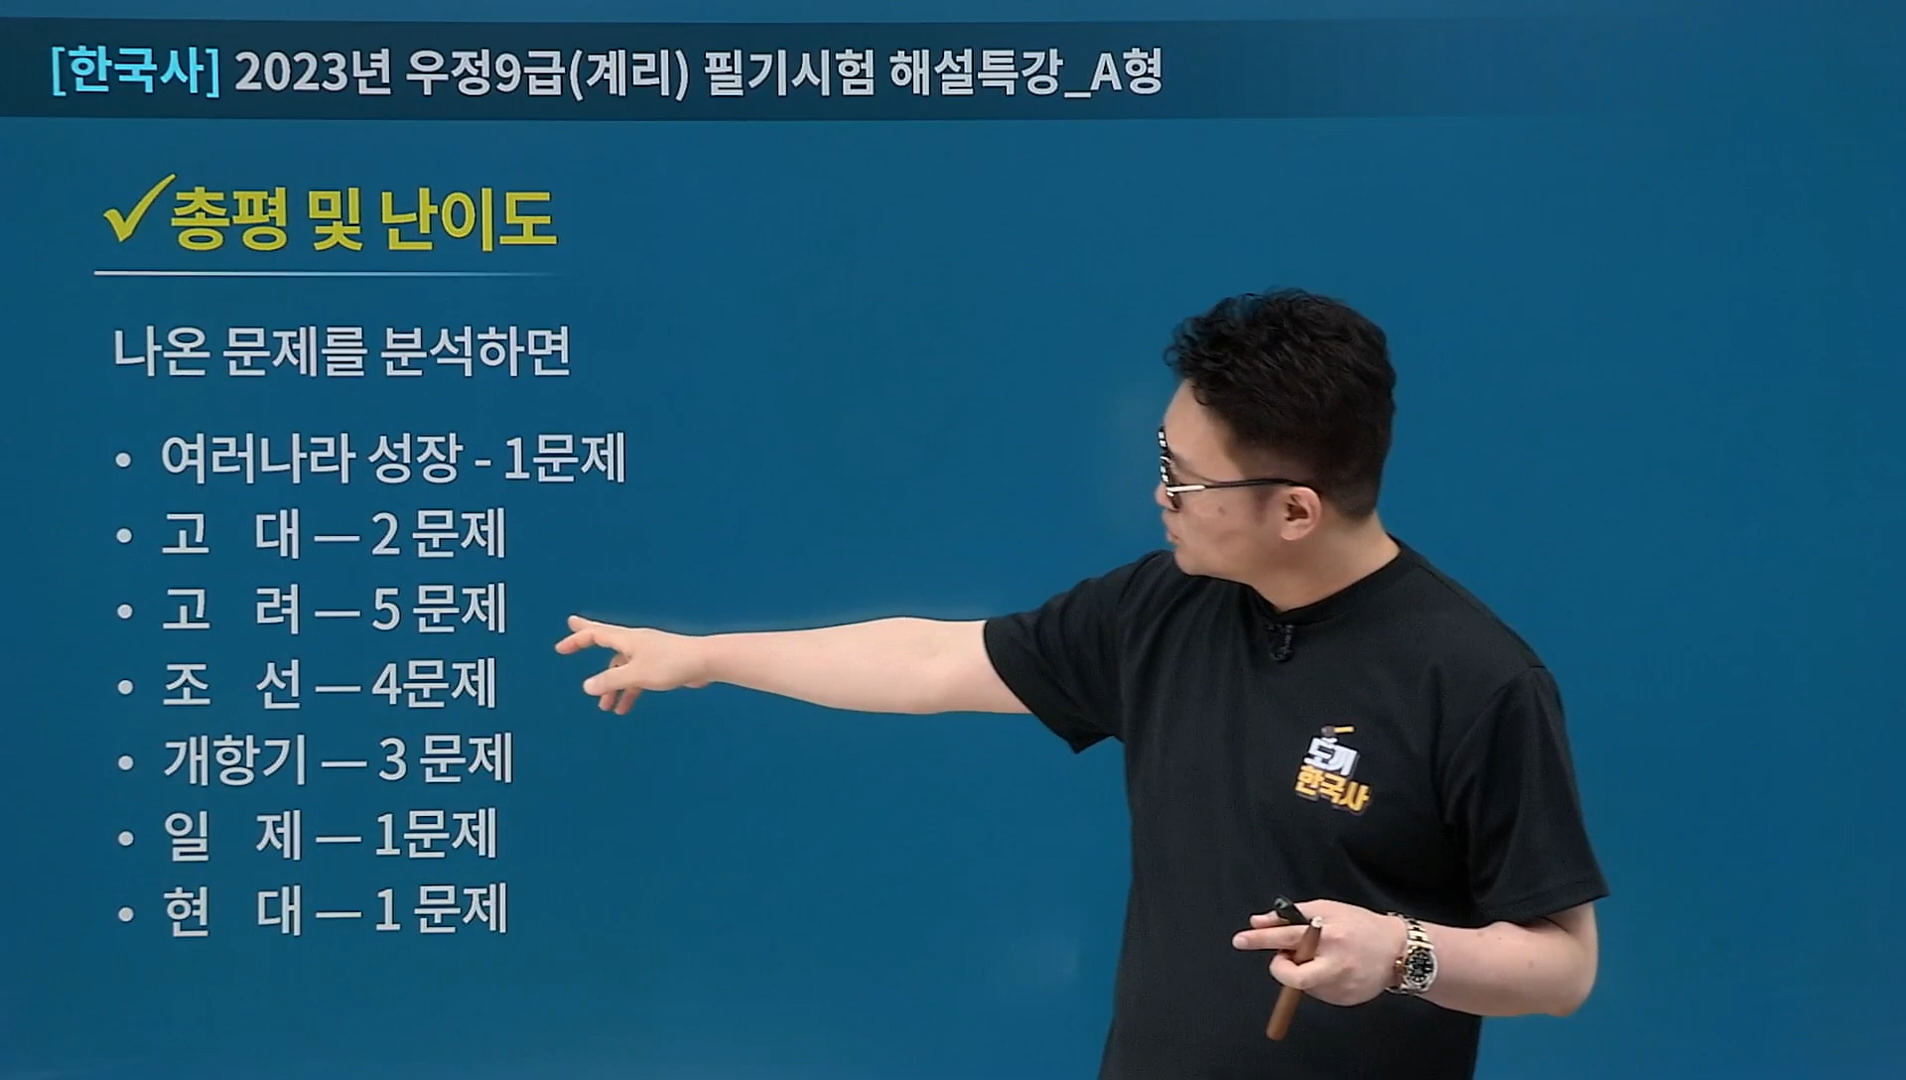 [한국사] 2023년 우정9급(계리) 필기시험 해설특강_A형
✓총평 및 난이도
나온 문제를 분석하면
• 여러나라 성장 - 1문제
• 고 대 — 2 문제
• 고 려 — 5 문제
• 조 선 — 4문제
• 개항기 — 3 문제
• 일 제 — 1문제
• 현 대 — 1 문제
도끼
한국사